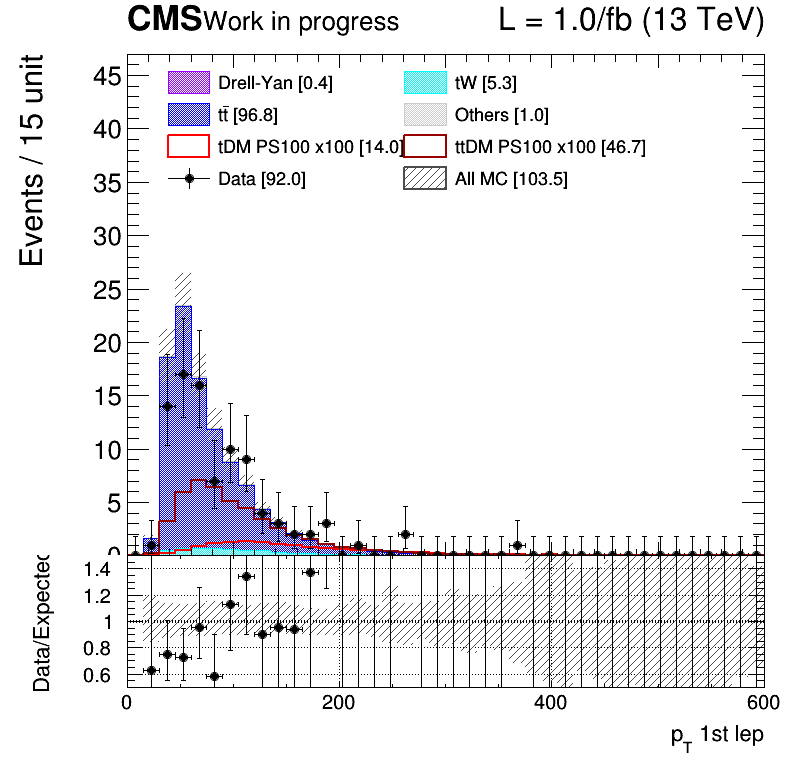 CMS Work in progress L = 1.0/fb (13 TeV)
Events / 15 unit
45
40
35
30
25
20
15
10
5
0
Drell-Yan [0.4] tW [5.3]
tt̄ [96.8] Others [1.0]
tDM PS100 x100 [14.0] ttDM PS100 x100 [46.7]
Data [92.0] All MC [103.5]
Data/Expected
1.4
1.2
1
0.8
0.6
0 200 400 600
p_T 1st lep